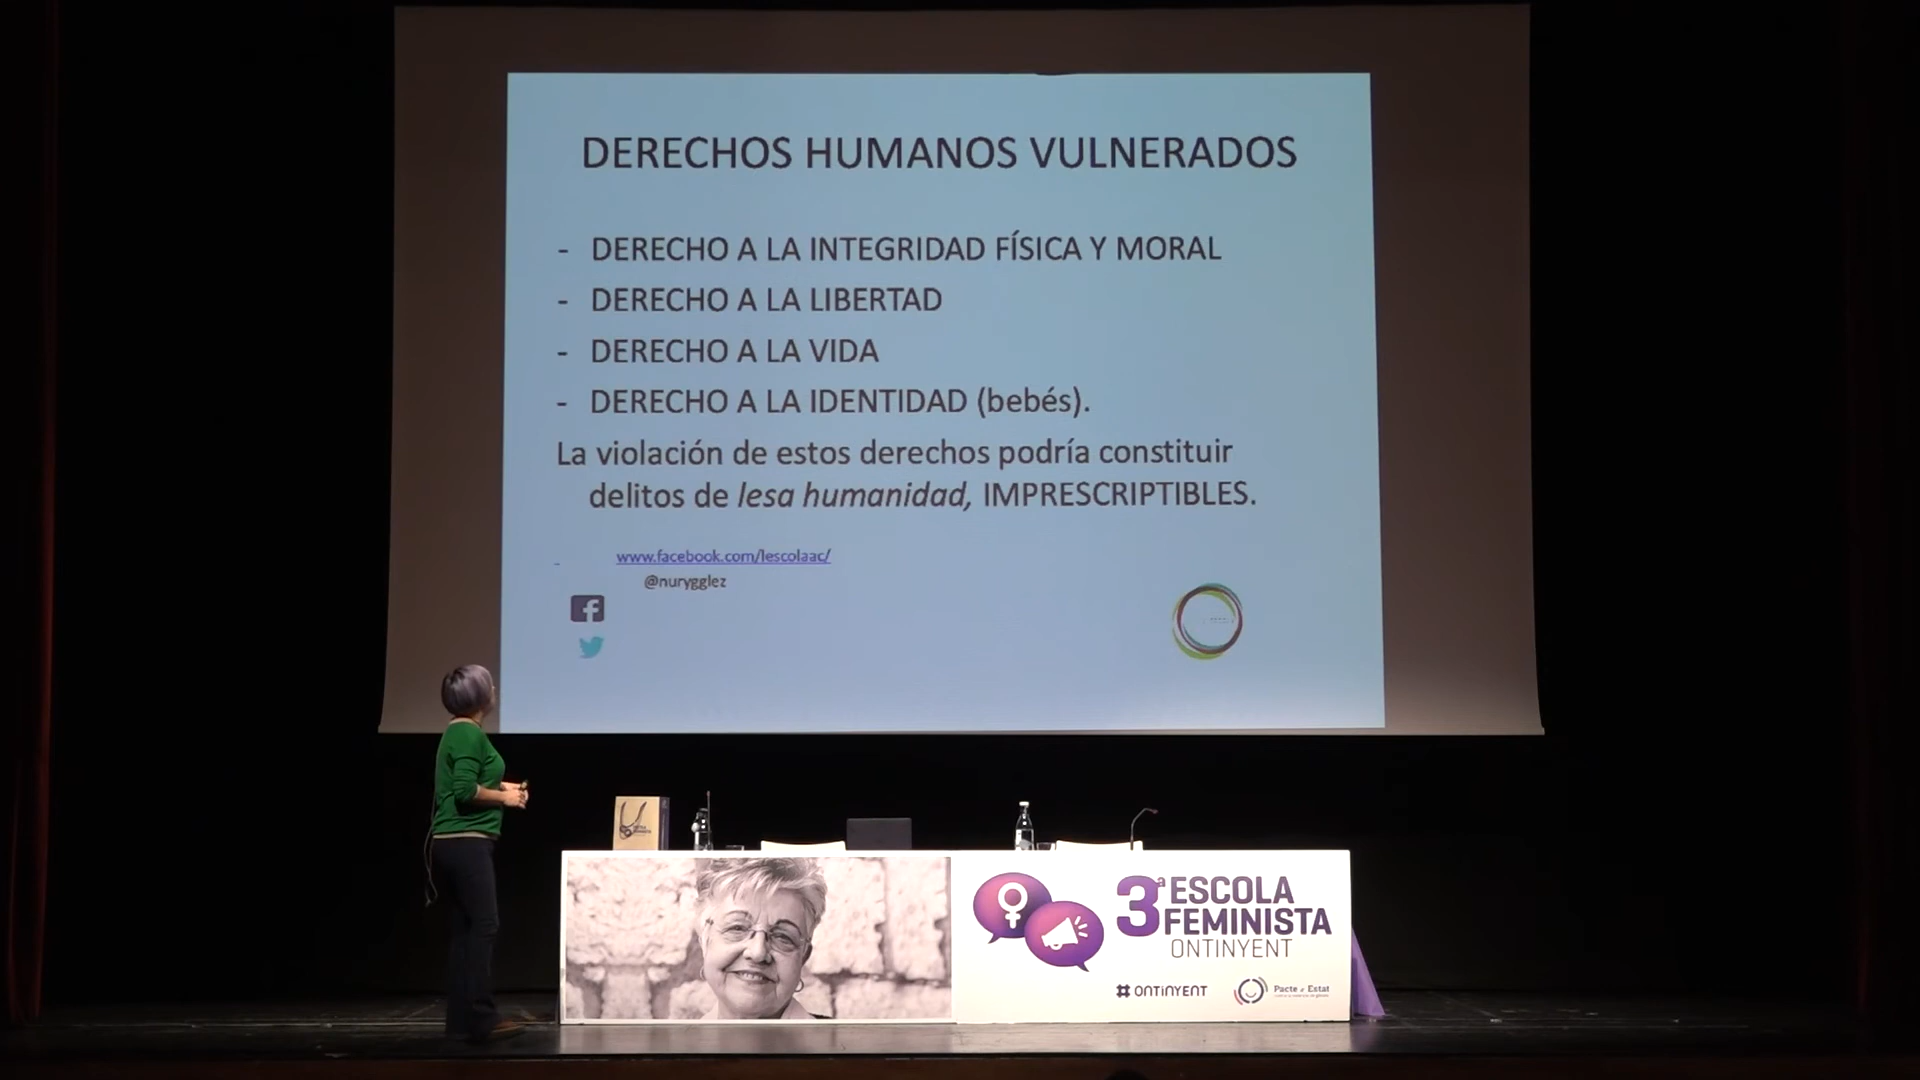 DERECHOS HUMANOS VULNERADOS
- DERECHO A LA INTEGRIDAD FÍSICA Y MORAL
- DERECHO A LA LIBERTAD
- DERECHO A LA VIDA
- DERECHO A LA IDENTIDAD (bebés).
La violación de estos derechos podría constituir
delitos de lesa humanidad, IMPRESCRIPTIBLES.
www.facebook.com/lescolaac/
@nurygglez
3ª ESCOLA
FEMINISTA
ONTINYENT
ONTINYENT
Pacte d'Estat